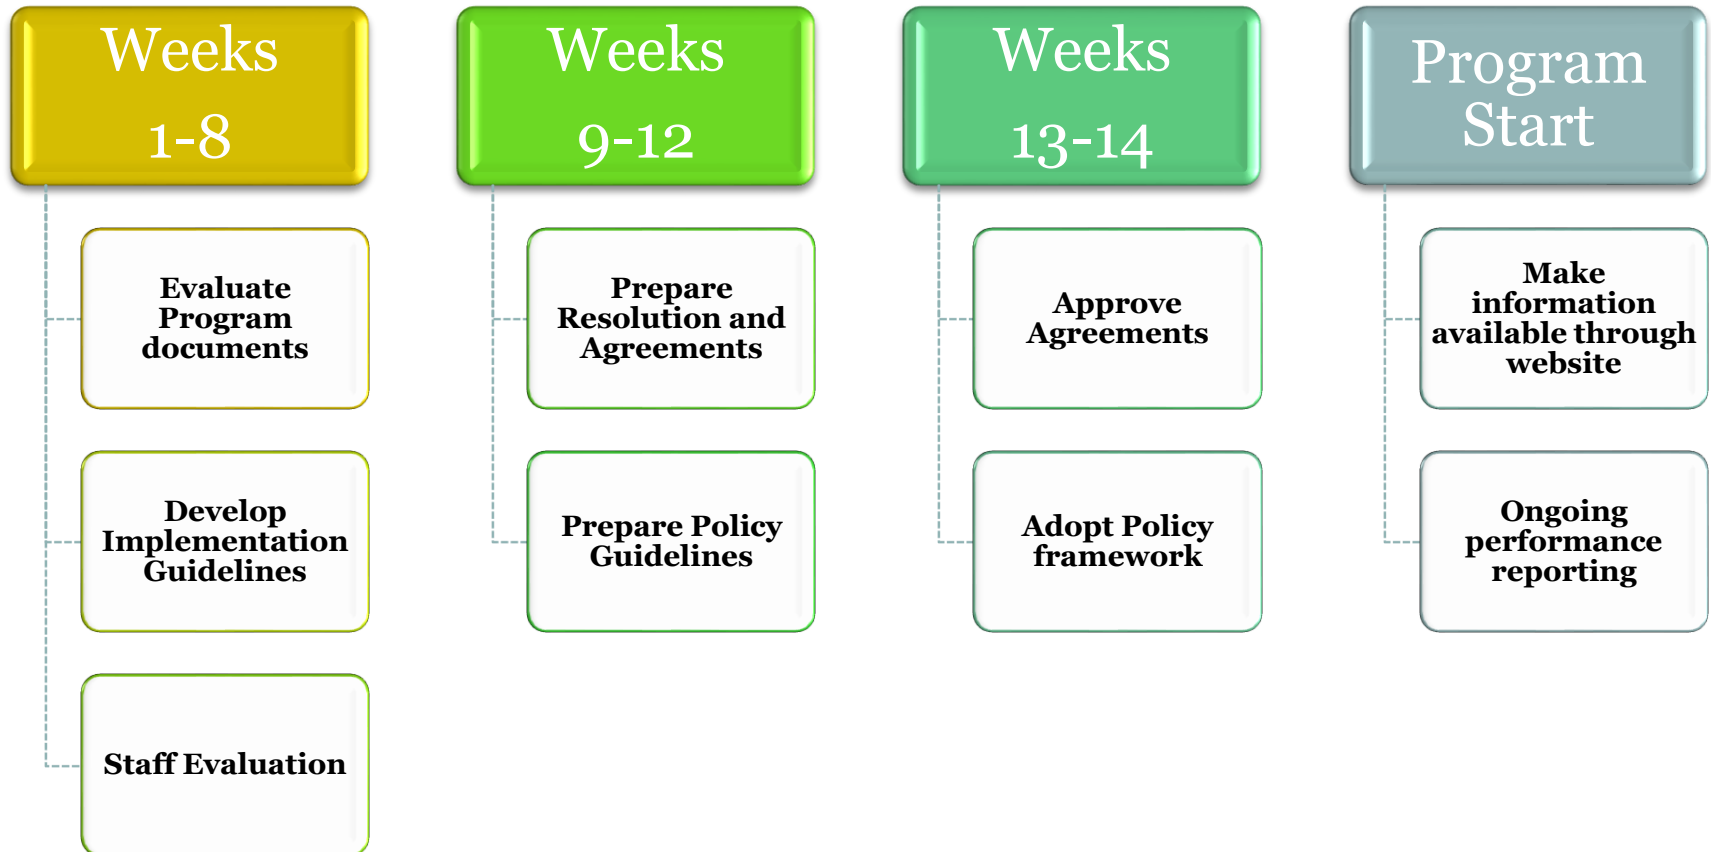 Weeks
1-8
Evaluate
Program
documents
Develop
Implementation
Guidelines
Staff Evaluation
Weeks
9-12
Prepare
Resolution and
Agreements
Prepare Policy
Guidelines
Weeks
13-14
Approve
Agreements
Adopt Policy
framework
Program
Start
Make
information
available through
website
Ongoing
performance
reporting